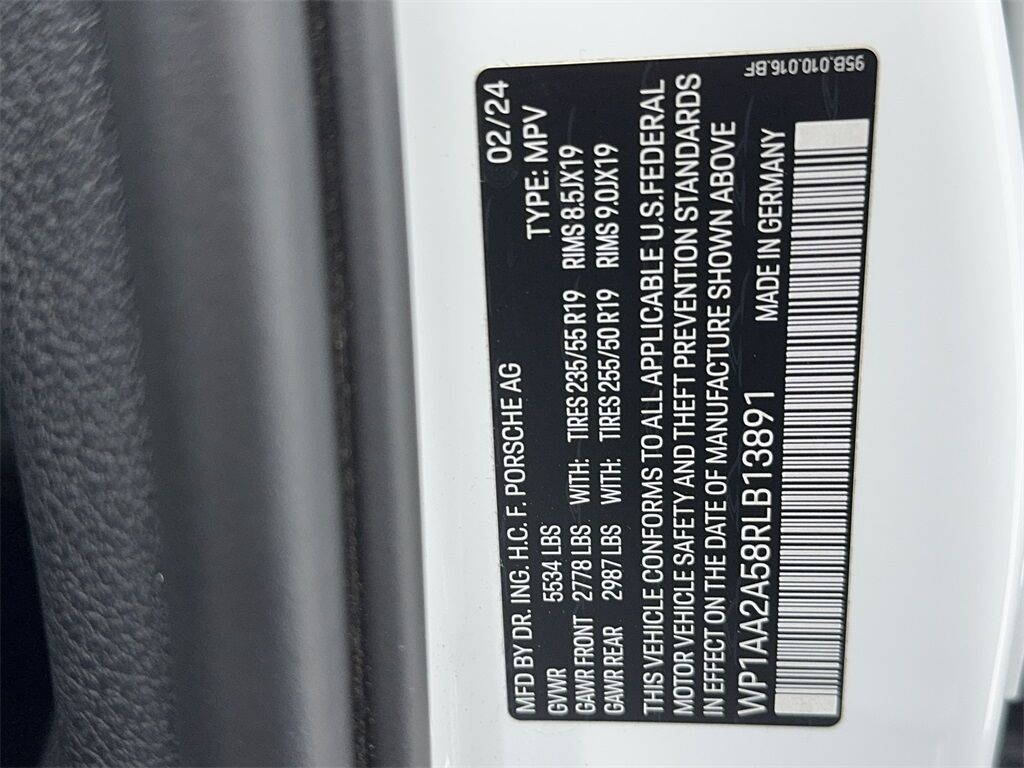 MFD BY DR. ING. H.C. F. PORSCHE AG 02/24
GVWR 5534 LBS TYPE: MPV
GAWR FRONT 2778 LBS. WITH: TIRES 235/55 R19 RIMS 8.5JX19
GAWR REAR 2987 LBS WITH: TIRES 255/50 R19 RIMS 9.0JX19
THIS VEHICLE CONFORMS TO ALL APPLICABLE U.S. FEDERAL
MOTOR VEHICLE SAFETY AND THEFT PREVENTION STANDARDS
IN EFFECT ON THE DATE OF MANUFACTURE SHOWN ABOVE
WP1AA2A58RLB13891 MADE IN GERMANY
95B.010.016.BF